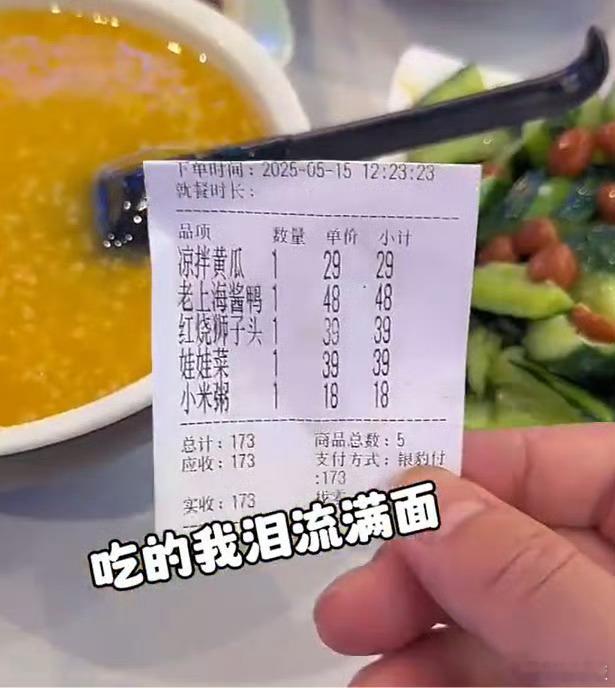 下单时间：2025-05-15 12:23:23
就餐时长：
品项 数量 单价 小计
凉拌黄瓜 1 29 29
老上海酱鸭 1 48 48
红烧狮子头 1 39 39
娃娃菜 1 39 39
小米粥 1 18 18
总计：173 商品总数：5
应收：173 支付方式：银豹付
:173
实收：173
吃的我泪流满面